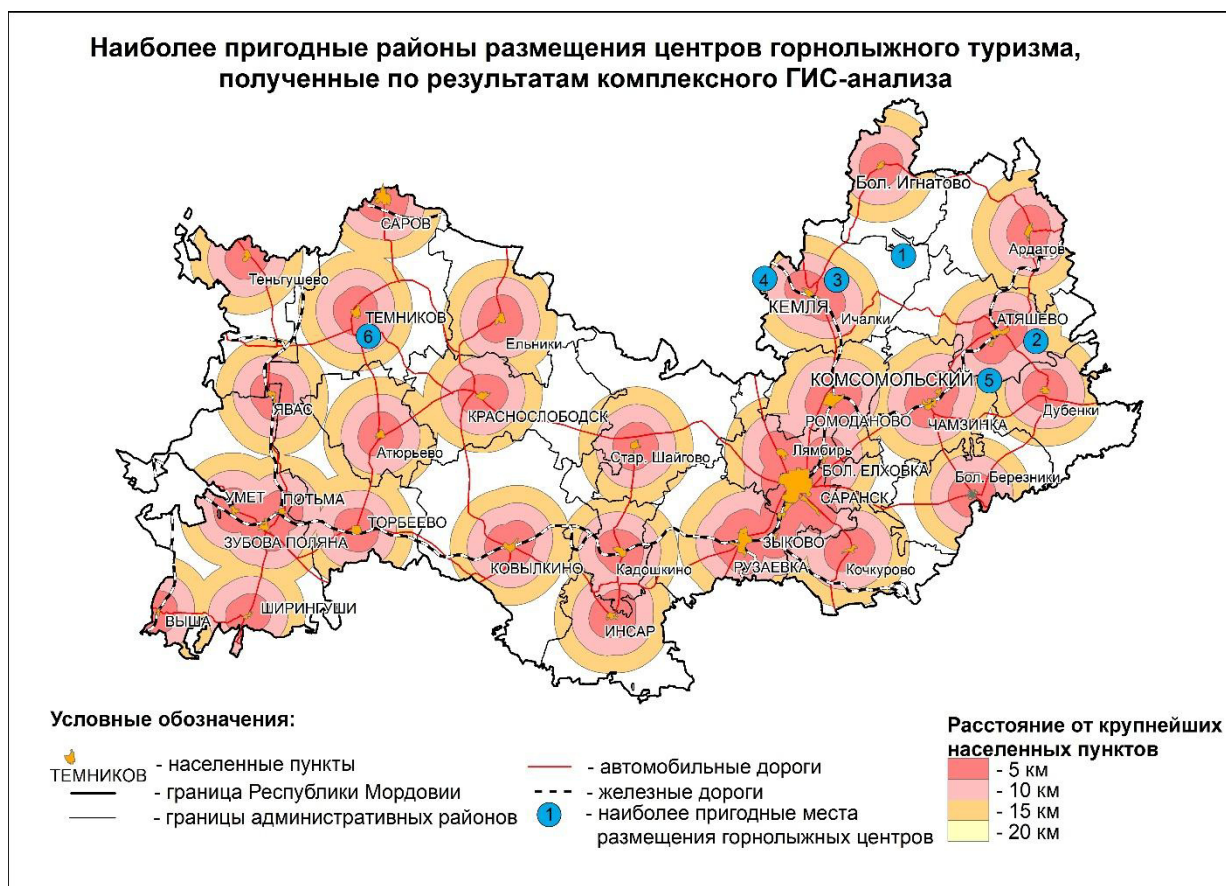 Наиболее пригодные районы размещения центров горнолыжного туризма,
полученные по результатам комплексного ГИС-анализа
Бол. Игнатово
САРОВ
Ардатов
1
Теньгушево
4
3
КЕМЛЯ
Ичалки
ТЕМНИКОВ
6
АТЯШЕВО
2
Ельники
КОМСОМОЛЬСКИЙ
5
ЯВАС
КРАСНОСЛОБОДСК
РОМОДАНОВО
ЧАМЗИНКА
Дубенки
Атюрьево
Стар. Шайгово
Лямбирь
БОЛ. ЕЛХОВКА
Бол. Березники
УМЕТ
ПОТЬМА
САРАНСК
ТОРБЕЕВО
ЗУБОВА ПОЛЯНА
ЗЫКОВО
КОВЫЛКИНО
Кадошкино
РУЗАЕВКА
Кочкурово
ВЫША
ШИРИНГУШИ
ИНСАР
Условные обозначения:
ТЕМНИКОВ
- населенные пункты
- граница Республики Мордовии
- границы административных районов
- автомобильные дороги
- железные дороги
1
- наиболее пригодные места
размещения горнолыжных центров
Расстояние от крупнейших
населенных пунктов
- 5 км
- 10 км
- 15 км
- 20 км